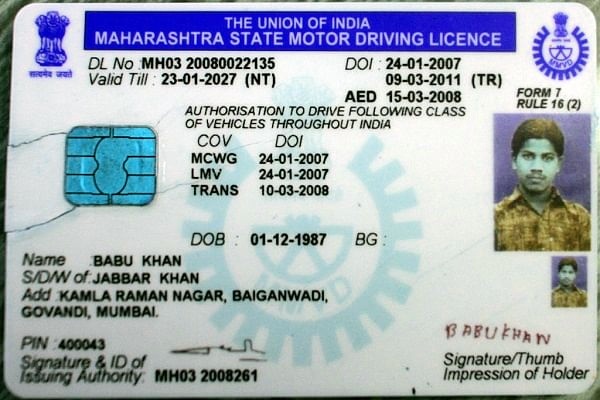 THE UNION OF INDIA
MAHARASHTRA STATE MOTOR DRIVING LICENCE
सत्यमेव जयते
MMVD
DL No : MH03 20080022135 DOI : 24-01-2007
Valid Till : 23-01-2027 (NT) 09-03-2011 (TR)
AED 15-03-2008
FORM 7
RULE 16 (2)
AUTHORISATION TO DRIVE FOLLOWING CLASS
OF VEHICLES THROUGHOUT INDIA
COV DOI
MCWG 24-01-2007
LMV 24-01-2007
TRANS 10-03-2008
DOB : 01-12-1987 BG :
MMVD
Name : BABU KHAN
S/D/W of : JABBAR KHAN
Add : KAMLA RAMAN NAGAR, BAIGANWADI,
GOVANDI, MUMBAI.
PIN : 400043
Signature & ID of
Issuing Authority: MH03 2008261
BABUKHAN
Signature/Thumb
Impression of Holder